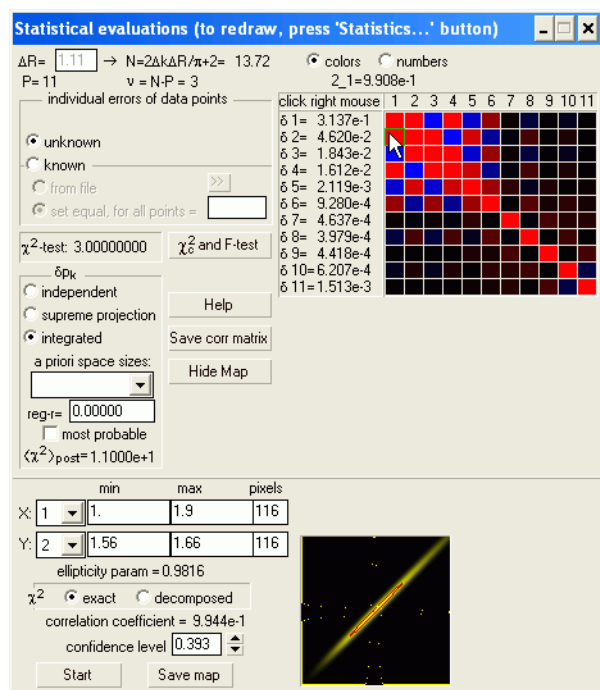 Statistical evaluations (to redraw, press 'Statistics...' button)
ΔR= 1.11 → N=2ΔkΔR/π+2= 13.72
colors numbers
P= 11 ν = N-P = 3
2_1=9.908e-1
individual errors of data points
unknown
known
from file >>
set equal, for all points =
click right mouse 1 2 3 4 5 6 7 8 9 10 11
δ 1= 3.137e-1
δ 2= 4.620e-2
δ 3= 1.843e-2
δ 4= 1.612e-2
δ 5= 2.119e-3
δ 6= 9.280e-4
δ 7= 4.637e-4
δ 8= 3.979e-4
δ 9= 4.418e-4
δ 10= 6.207e-4
δ 11= 1.513e-3
χ²-test: 3.00000000
χ²c and F-test
δpk
independent
supreme projection
integrated
a priori space sizes:
reg-r= 0.00000
most probable
⟨χ²⟩post=1.1000e+1
Help
Save corr matrix
Hide Map
min max pixels
X: 1 1. 1.9 116
Y: 2 1.56 1.66 116
ellipticity param = 0.9816
χ² exact decomposed
correlation coefficient = 9.944e-1
confidence level 0.393
Start Save map